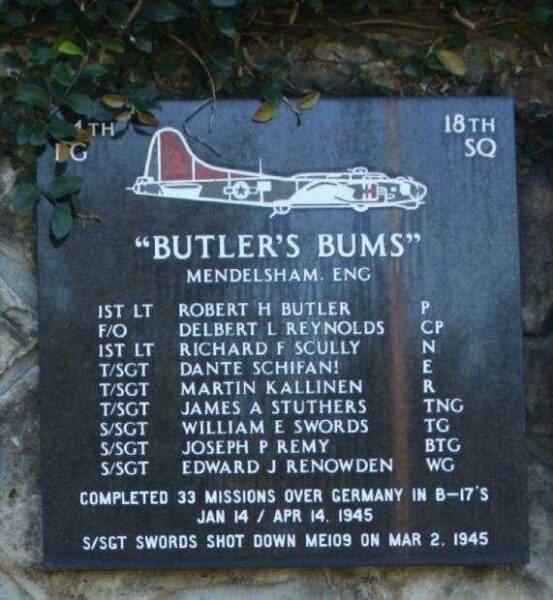 4TH 18TH
SQ
"BUTLER'S BUMS"
MENDELSHAM, ENG
1ST LT ROBERT H BUTLER P
F/O DELBERT L REYNOLDS CP
1ST LT RICHARD F SCULLY N
T/SGT DANTE SCHIFANI E
T/SGT MARTIN KALLINEN R
T/SGT JAMES A STUTHERS TNG
S/SGT WILLIAM E SWORDS TG
S/SGT JOSEPH P REMY BTG
S/SGT EDWARD J RENOWDEN WG
COMPLETED 33 MISSIONS OVER GERMANY IN B-17'S
JAN 14 / APR 14, 1945
S/SGT SWORDS SHOT DOWN ME109 ON MAR 2, 1945